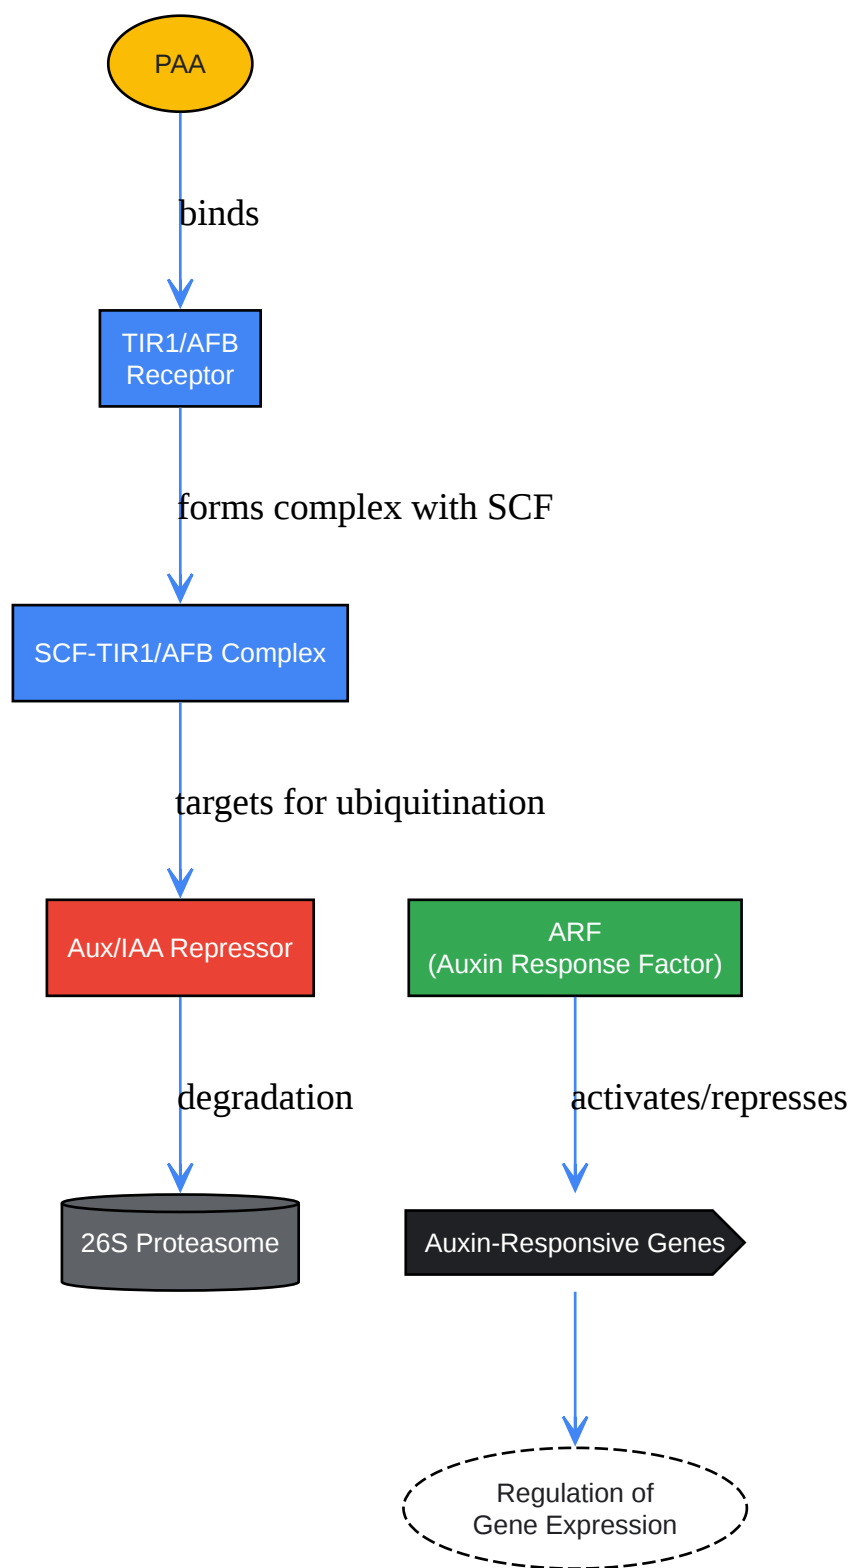 PAA
binds
TIR1/AFB
Receptor
forms complex with SCF
SCF-TIR1/AFB Complex
targets for ubiquitination
Aux/IAA Repressor
ARF
(Auxin Response Factor)
degradation
activates/represses
26S Proteasome
Auxin-Responsive Genes
Regulation of
Gene Expression